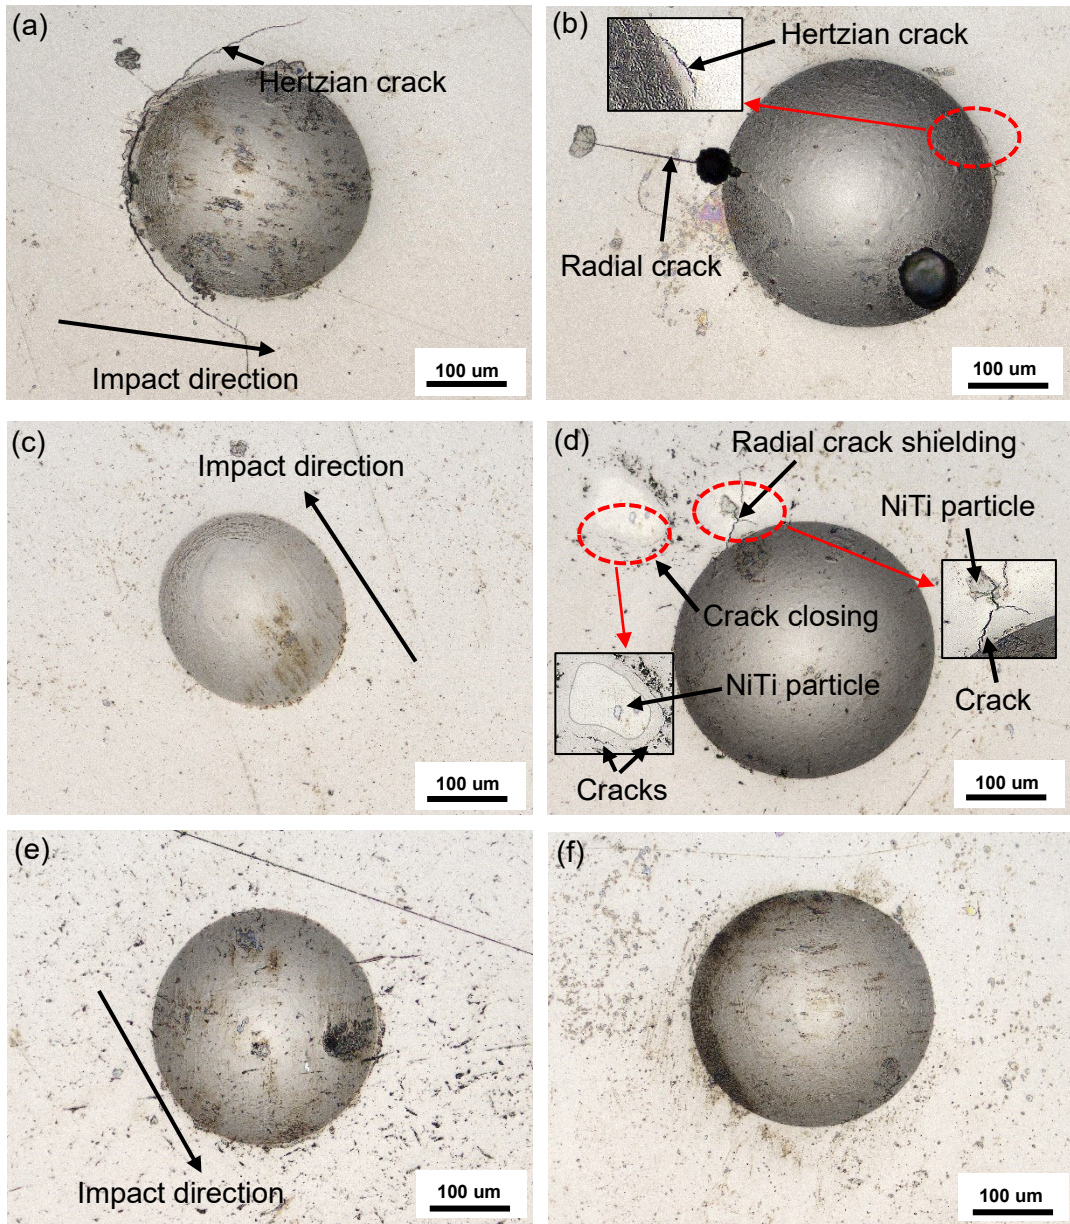 (a)
Hertzian crack
Impact direction
100 um
(b)
Hertzian crack
Radial crack
100 um
(c)
Impact direction
100 um
(d)
Radial crack shielding
NiTi particle
Crack closing
NiTi particle
Crack
Cracks
100 um
(e)
Impact direction
100 um
(f)
100 um